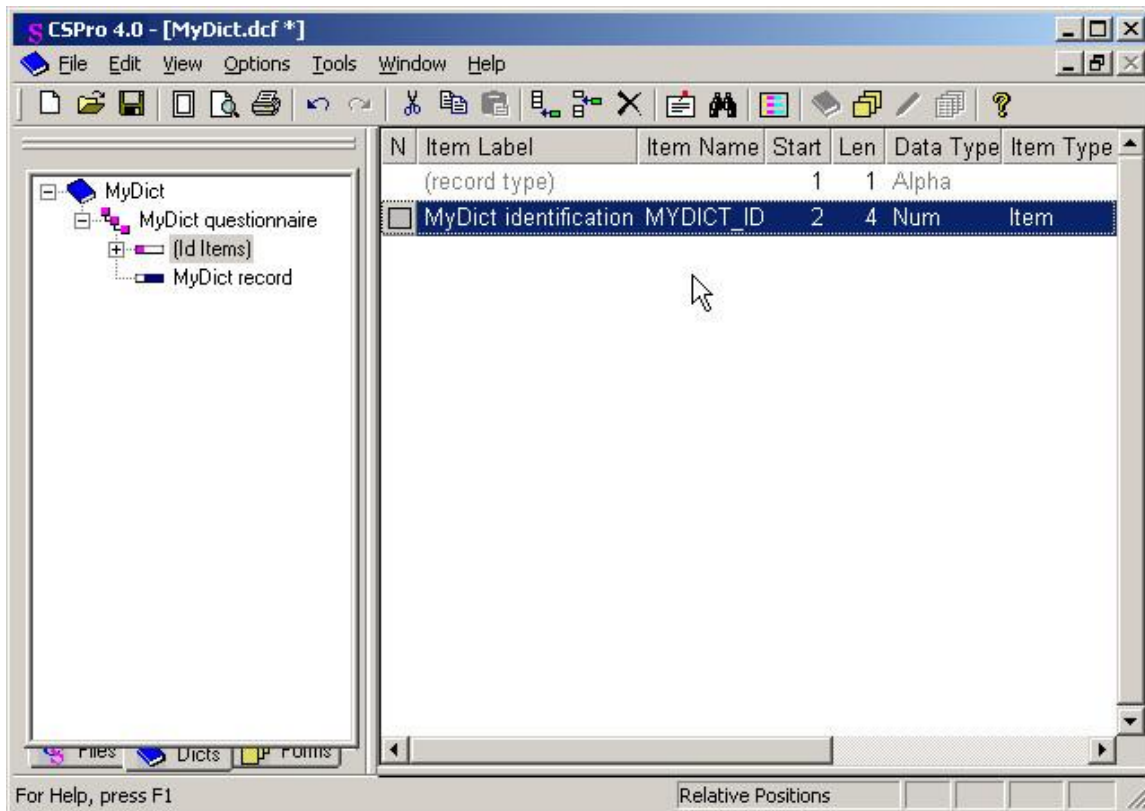 CSPro 4.0 - [MyDict.dcf *]
File Edit View Options Tools Window Help
N Item Label Item Name Start Len Data Type Item Type
(record type) 1 1 Alpha
MyDict identification MYDICT_ID 2 4 Num Item
MyDict
MyDict questionnaire
(Id Items)
MyDict record
Files Dicts Forms
For Help, press F1
Relative Positions